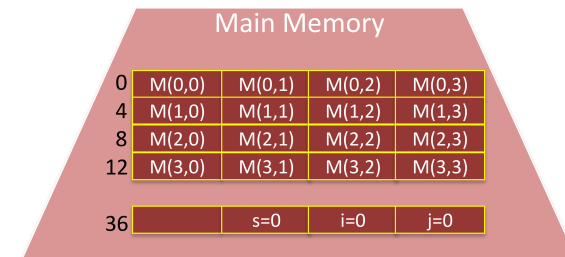 Main Memory
0 M(0,0) M(0,1) M(0,2) M(0,3)
4 M(1,0) M(1,1) M(1,2) M(1,3)
8 M(2,0) M(2,1) M(2,2) M(2,3)
12 M(3,0) M(3,1) M(3,2) M(3,3)
36 s=0 i=0 j=0